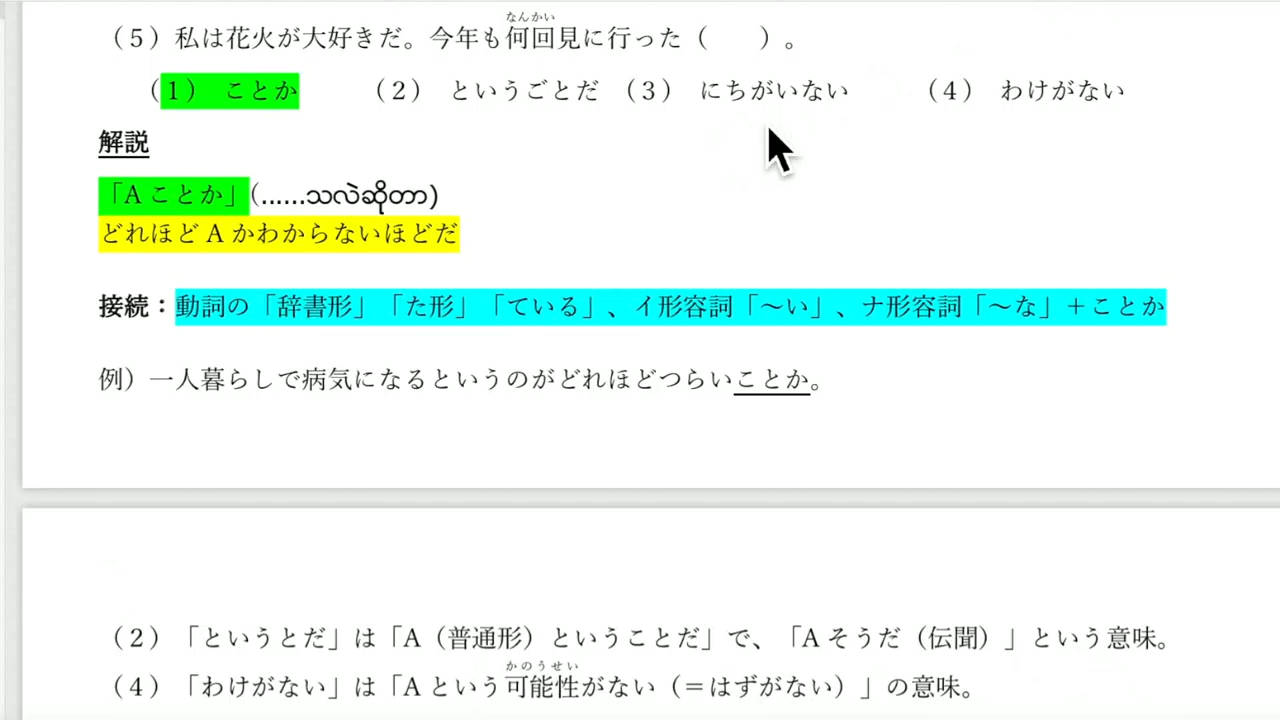 なんかい
（5）私は花火が大好きだ。今年も何回見に行った（　　）。
（1）　ことか　　　（2）　というごとだ　（3）　にちがいない　　　（4）　わけがない
解説
「Aことか」(......သလဲဆိုတာ)
どれほどAかわからないほどだ
接続：動詞の「辞書形」「た形」「ている」、イ形容詞「～い」、ナ形容詞「～な」＋ことか
例）一人暮らしで病気になるというのがどれほどつらいことか。
（2）「というとだ」は「A（普通形）ということだ」で、「Aそうだ（伝聞）」という意味。
かのうせい
（4）「わけがない」は「Aという可能性がない（＝はずがない）」の意味。